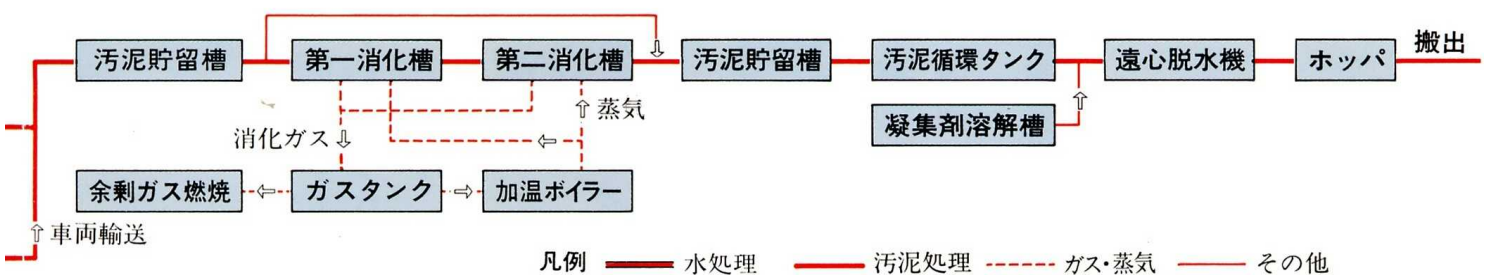 汚泥貯留槽
第一消化槽
第二消化槽
汚泥貯留槽
汚泥循環タンク
遠心脱水機
ホッパ
搬出
蒸気
凝集剤溶解槽
消化ガス
余剰ガス燃焼
ガスタンク
加温ボイラー
車両輸送
凡例 水処理 汚泥処理 ガス・蒸気 その他